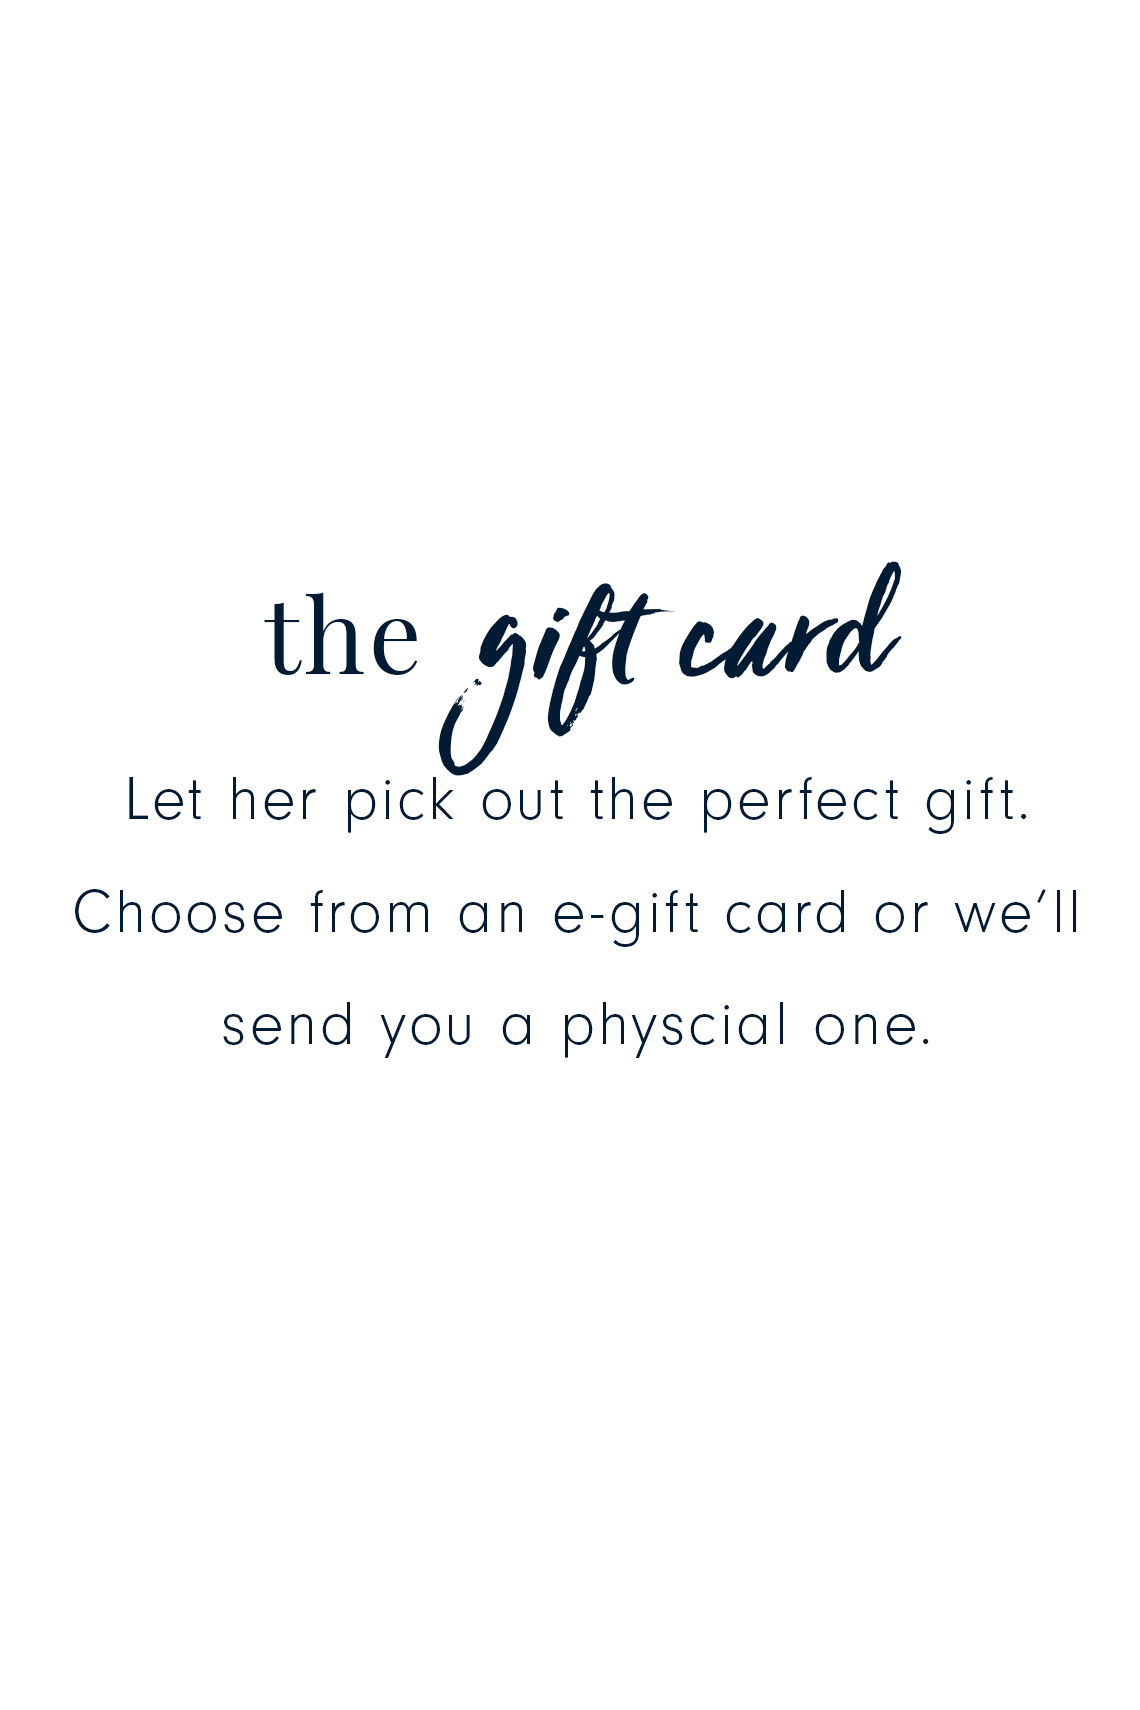 the gift card
Let her pick out the perfect gift.
Choose from an e-gift card or we’ll
send you a physcial one.